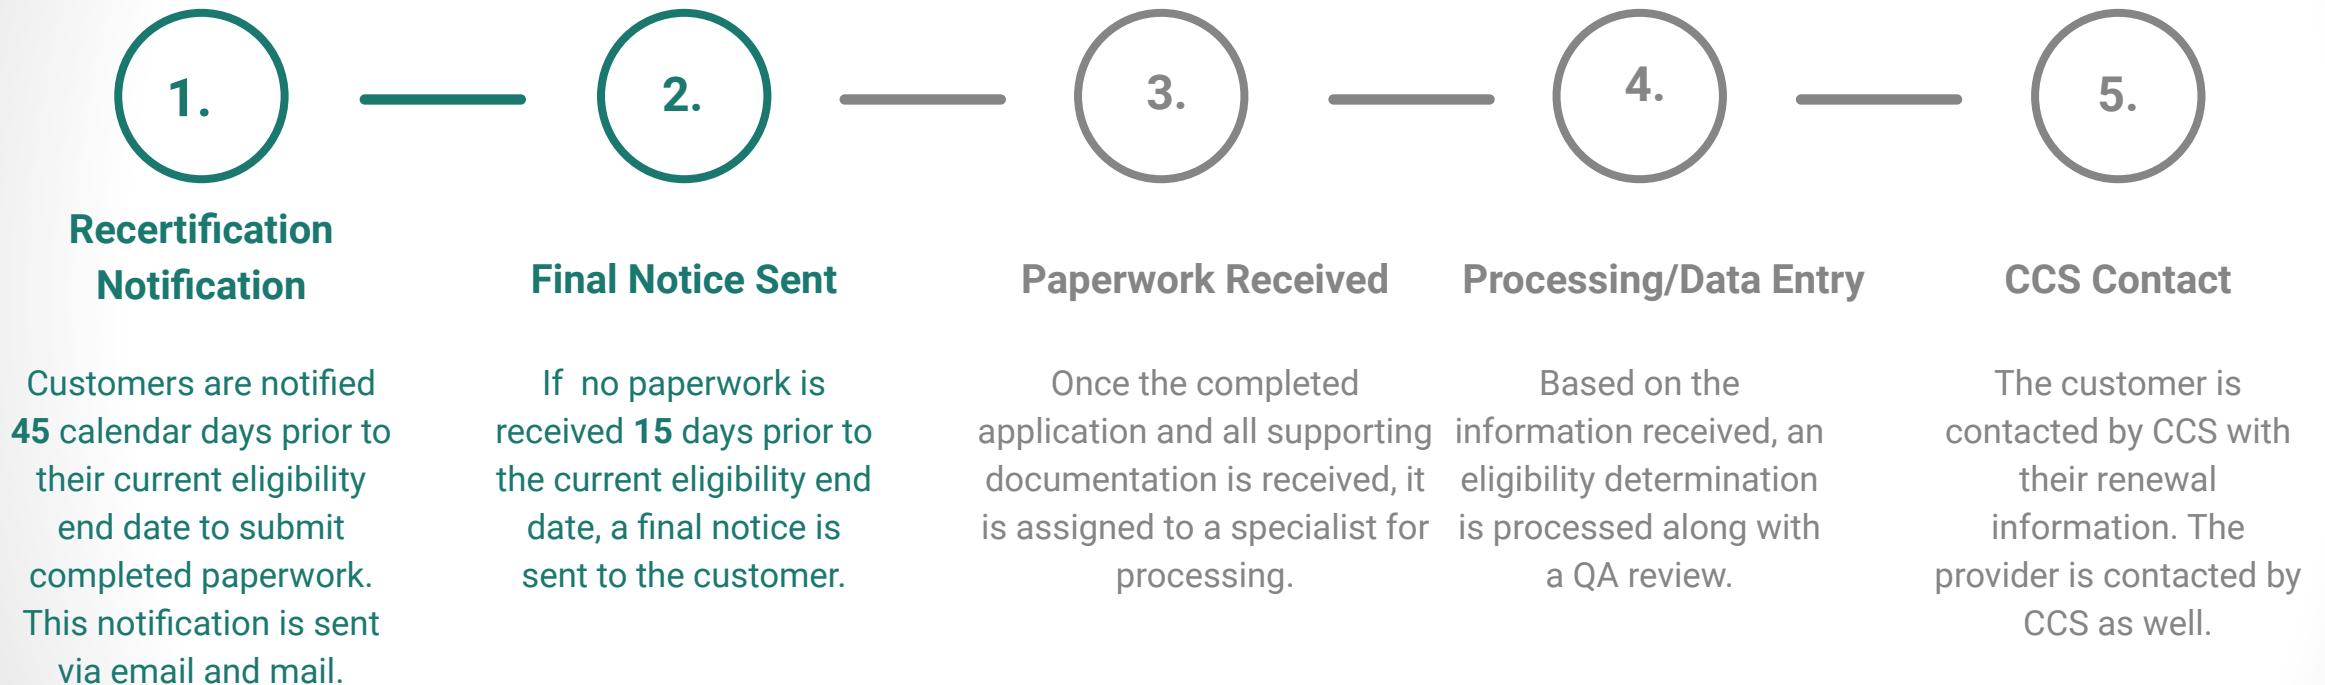 1.
Recertification
Notification
Customers are notified
45 calendar days prior to
their current eligibility
end date to submit
completed paperwork.
This notification is sent
via email and mail.
2.
Final Notice Sent
If  no paperwork is
received 15 days prior to
the current eligibility end
date, a final notice is
sent to the customer.
3.
Paperwork Received
Once the completed
application and all supporting
documentation is received, it
is assigned to a specialist for
processing.
4.
Processing/Data Entry
Based on the
information received, an
eligibility determination
is processed along with
a QA review.
5.
CCS Contact
The customer is
contacted by CCS with
their renewal
information. The
provider is contacted by
CCS as well.